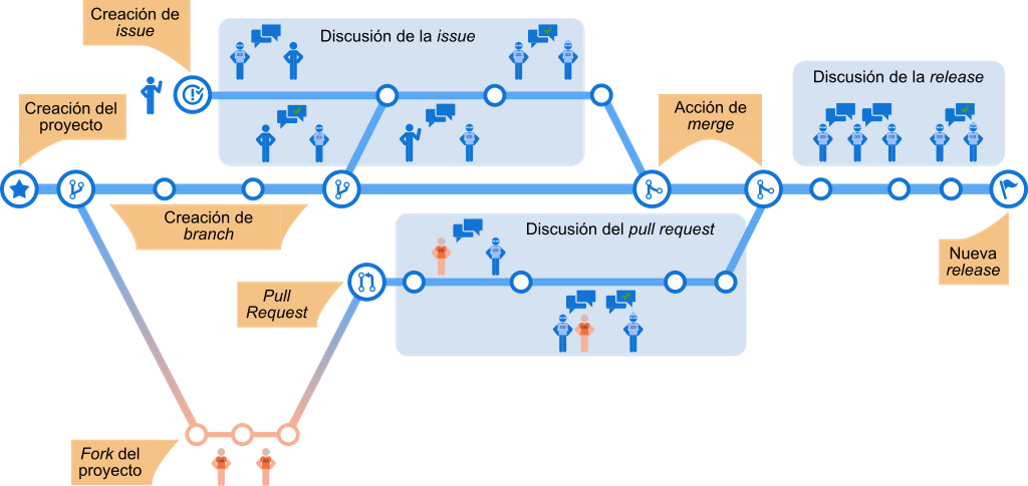 Creación de
issue
Discusión de la issue
Discusión de la release
Creación del
proyecto
Acción de
merge
Creación de
branch
Discusión del pull request
Nueva
release
Pull
Request
Fork del
proyecto